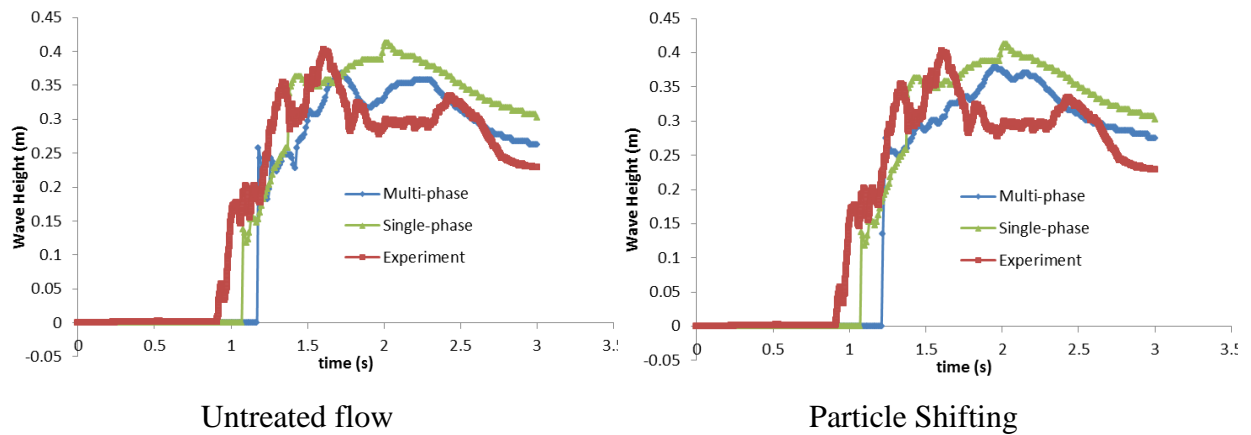 0.45
0.4
0.35
0.3
0.25
0.2
0.15
0.1
0.05
0
-0.05
Wave Height (m)
0 0.5 1 1.5 2 2.5 3 3.5
time (s)
Multi-phase
Single-phase
Experiment
Untreated flow
0.45
0.4
0.35
0.3
0.25
0.2
0.15
0.1
0.05
0
-0.05
Wave Height (m)
0 0.5 1 1.5 2 2.5 3 3.5
time (s)
Multi-phase
Single-phase
Experiment
Particle Shifting